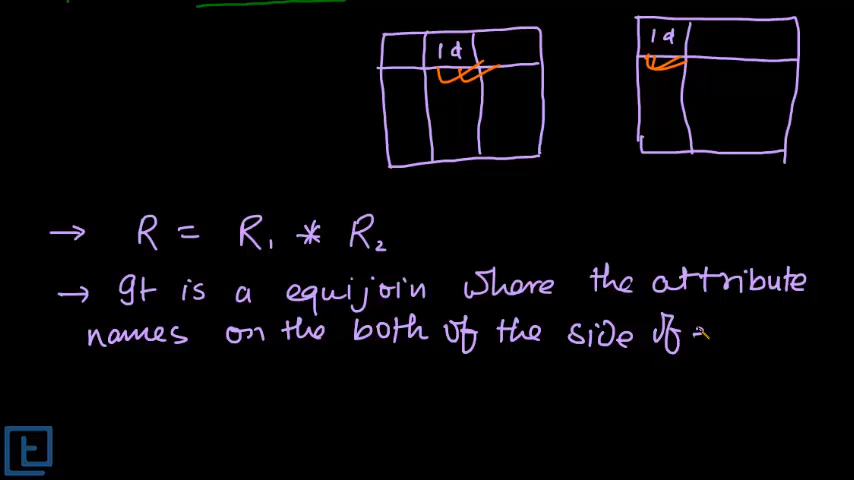 Id
Id
→ R = R₁ * R₂
→ It is a equijoin where the attribute
names on the both of the side of =
t